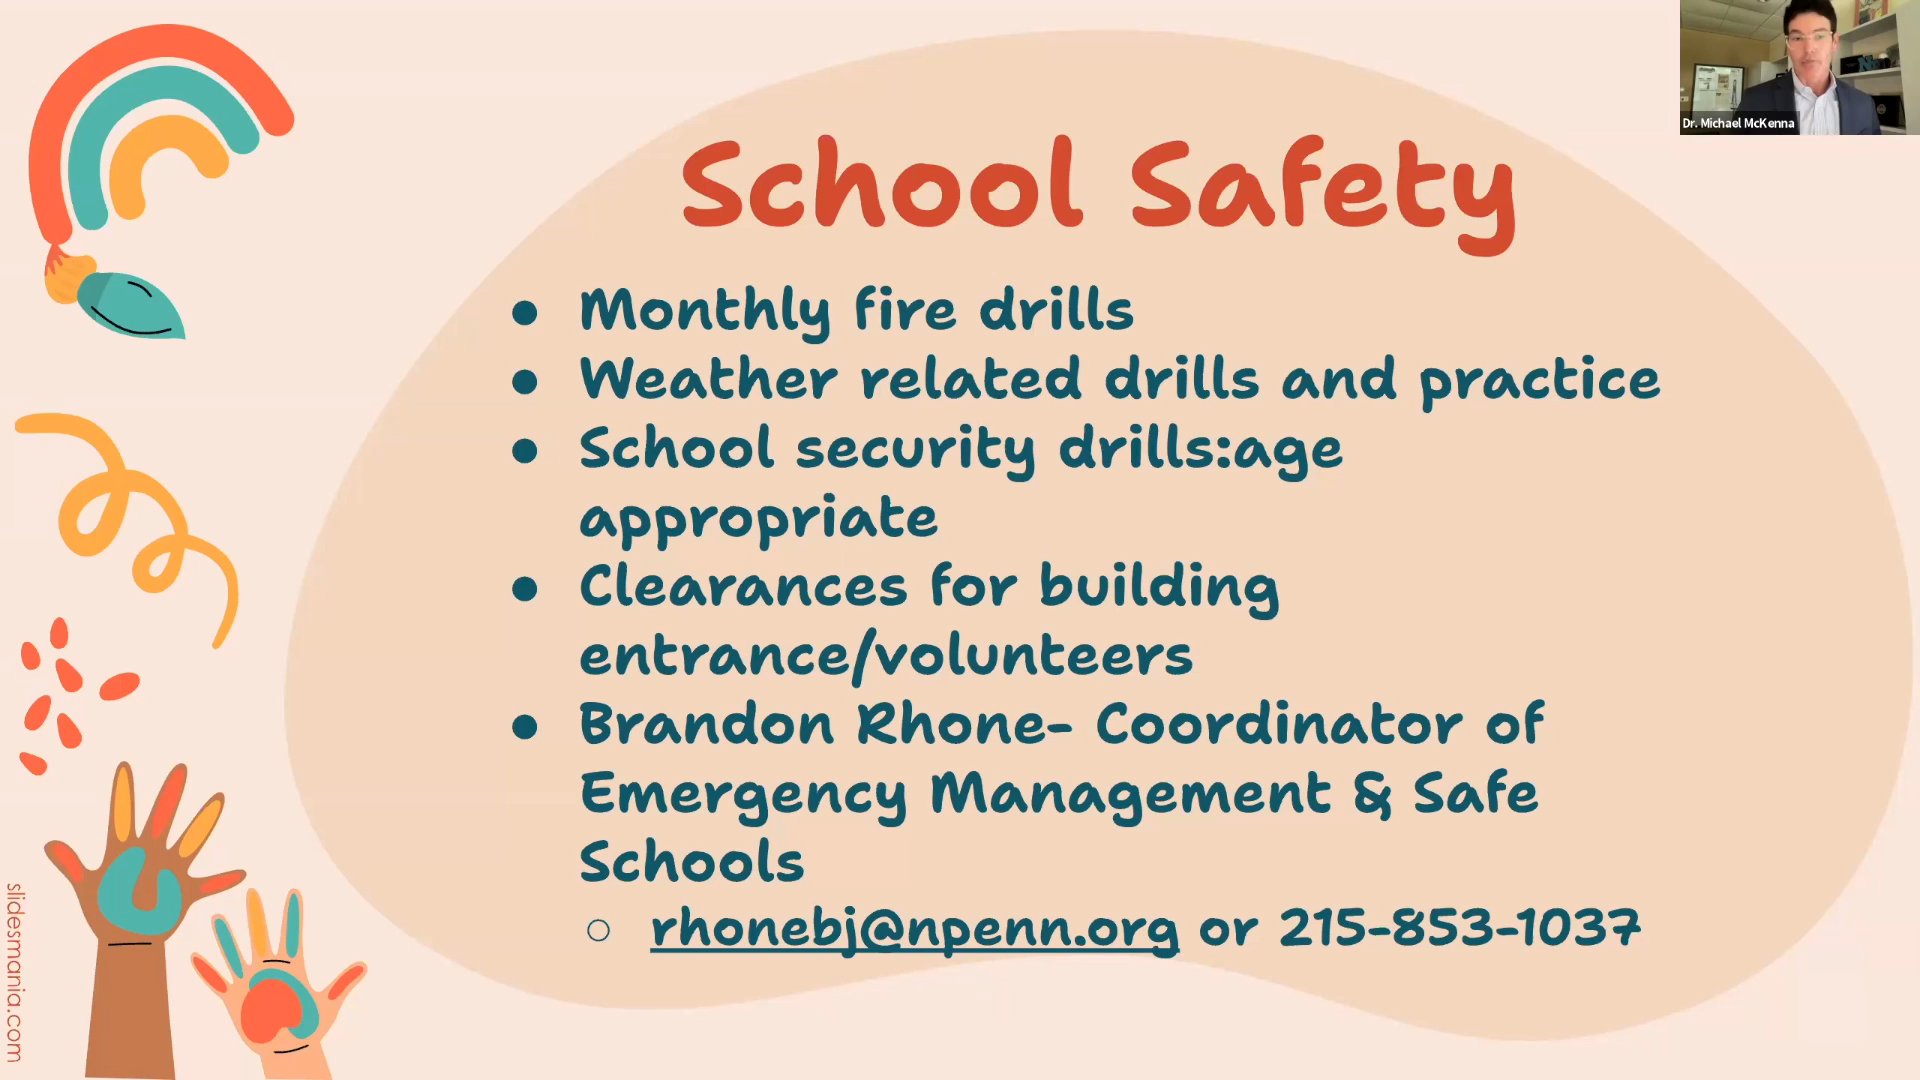 School Safety
● Monthly fire drills
● Weather related drills and practice
● School security drills:age
appropriate
● Clearances for building
entrance/volunteers
● Brandon Rhone- Coordinator of
Emergency Management & Safe
Schools
○ rhonebj@npenn.org or 215-853-1037
Dr. Michael McKenna
slidesmania.com